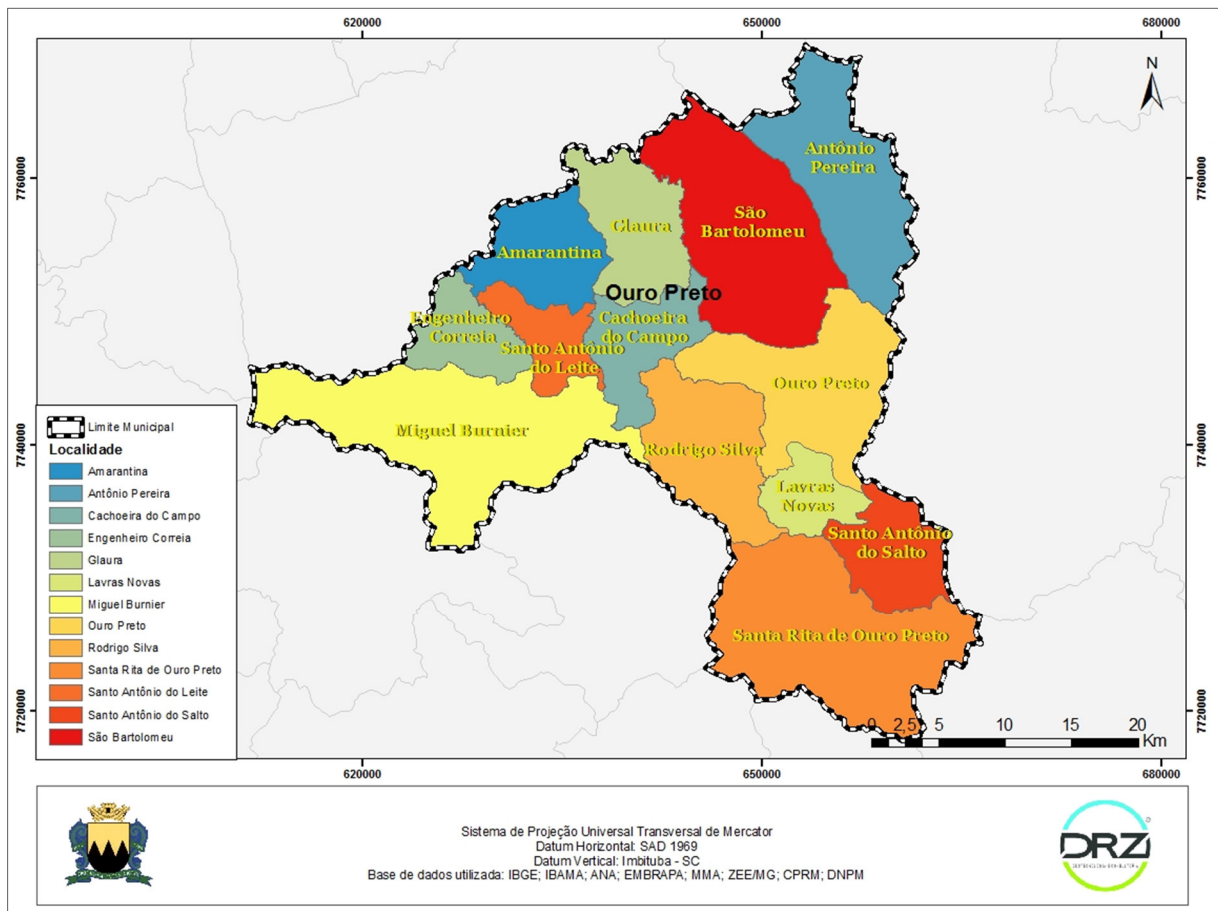 620000
650000
680000
N
7760000
7760000
Antônio
Pereira
São
Bartolomeu
Glaura
Amarantina
Ouro Preto
Engenheiro
Correia
Cachoeira
do Campo
Santo Antônio
do Leite
Ouro Preto
Miguel Burnier
Rodrigo Silva
Lavras
Novas
Santo Antônio
do Salto
Santa Rita de Ouro Preto
7740000
7740000
Limite Municipal
Localidade
Amarantina
Antônio Pereira
Cachoeira do Campo
Engenheiro Correia
Glaura
Lavras Novas
Miguel Burnier
Ouro Preto
Rodrigo Silva
Santa Rita de Ouro Preto
Santo Antônio do Leite
Santo Antônio do Salto
São Bartolomeu
7720000
7720000
0 2,5 5 10 15 20
Km
620000
650000
680000
Sistema de Projeção Universal Transversal de Mercator
Datum Horizontal: SAD 1969
Datum Vertical: Imbituba - SC
Base de dados utilizada: IBGE; IBAMA; ANA; EMBRAPA; MMA; ZEE/MG; CPRM; DNPM
DRZ